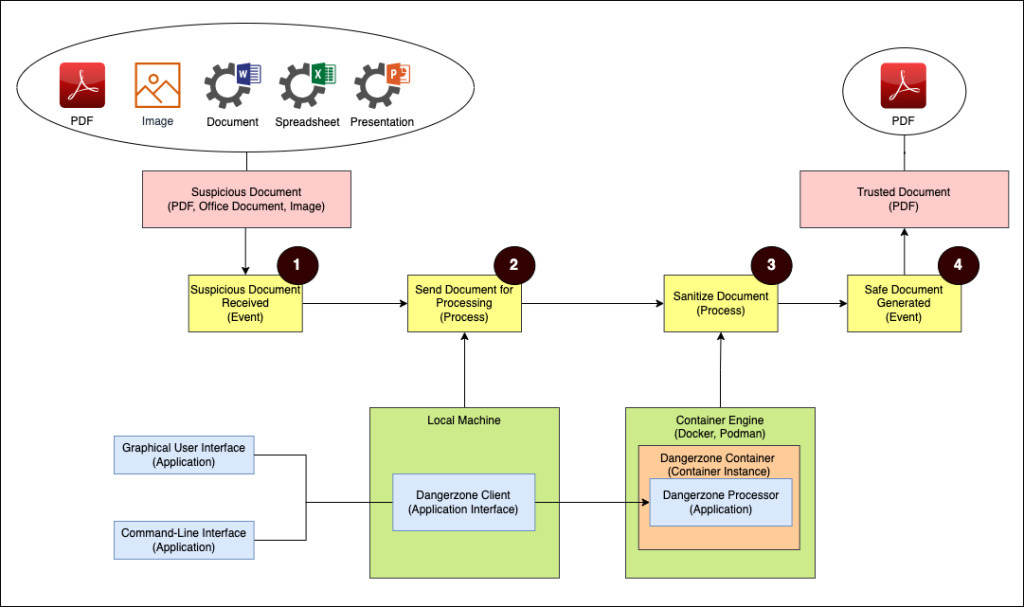 PDF
Image
Document
Spreadsheet
Presentation
W
X
P
PDF
Suspicious Document
(PDF, Office Document, Image)
Trusted Document
(PDF)
1
Suspicious Document
Received
(Event)
2
Send Document for
Processing
(Process)
3
Sanitize Document
(Process)
4
Safe Document
Generated
(Event)
Local Machine
Container Engine
(Docker, Podman)
Graphical User Interface
(Application)
Command-Line Interface
(Application)
Dangerzone Client
(Application Interface)
Dangerzone Container
(Container Instance)
Dangerzone Processor
(Application)